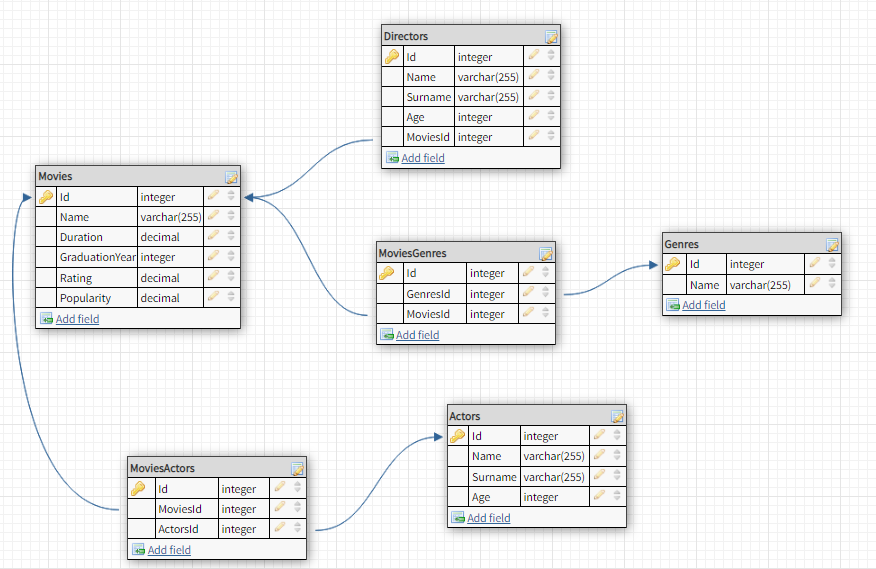 Directors
Id integer
Name varchar(255)
Surname varchar(255)
Age integer
MoviesId integer
Add field
Movies
Id integer
Name varchar(255)
Duration decimal
GraduationYear integer
Rating decimal
Popularity decimal
Add field
MoviesGenres
Id integer
GenresId integer
MoviesId integer
Add field
Genres
Id integer
Name varchar(255)
Add field
Actors
Id integer
Name varchar(255)
Surname varchar(255)
Age integer
Add field
MoviesActors
Id integer
MoviesId integer
ActorsId integer
Add field